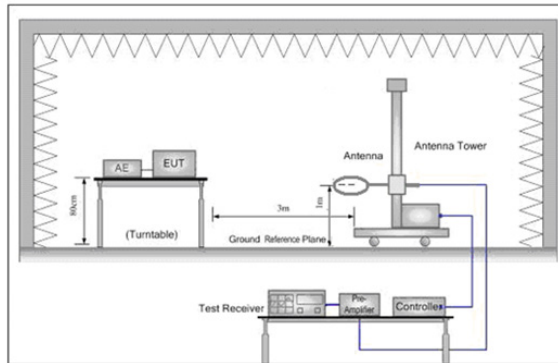 AE
EUT
80cm
(Turntable)
3m
1m
Antenna
Antenna Tower
Ground Reference Plane
Test Receiver
Pre-
Amplifier
Controller